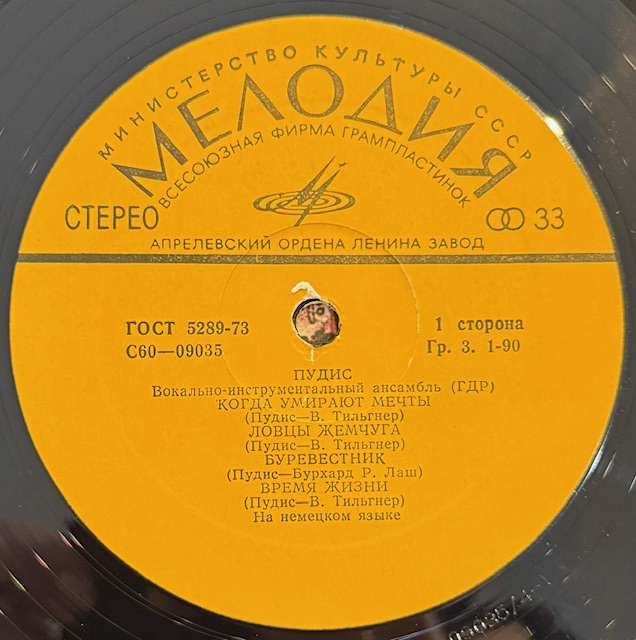 МИНИСТЕРСТВО КУЛЬТУРЫ СССР
МЕЛОДИЯ
ВСЕСОЮЗНАЯ ФИРМА ГРАМПЛАСТИНОК
СТЕРЕО
33
АПРЕЛЕВСКИЙ ОРДЕНА ЛЕНИНА ЗАВОД
ГОСТ 5289-73
С60—09035
1 сторона
Гр. 3. 1-90
ПУДИС
Вокально-инструментальный ансамбль (ГДР)
КОГДА УМИРАЮТ МЕЧТЫ
(Пудис—В. Тильгнер)
ЛОВЦЫ ЖЕМЧУГА
(Пудис—В. Тильгнер)
БУРЕВЕСТНИК
(Пудис—Бурхард Р. Лаш)
ВРЕМЯ ЖИЗНИ
(Пудис—В. Тильгнер)
На немецком языке